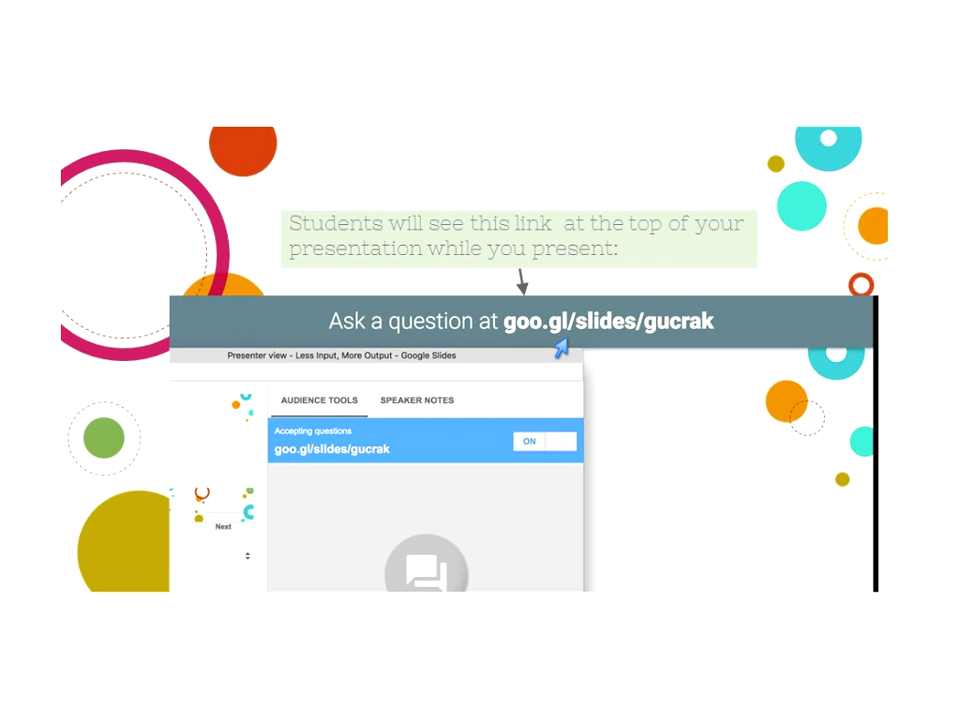 Students will see this link at the top of your
presentation while you present:
Ask a question at goo.gl/slides/gucrak
Presenter view - Less Input, More Output - Google Slides
AUDIENCE TOOLS SPEAKER NOTES
Accepting questions
goo.gl/slides/gucrak
ON
Next